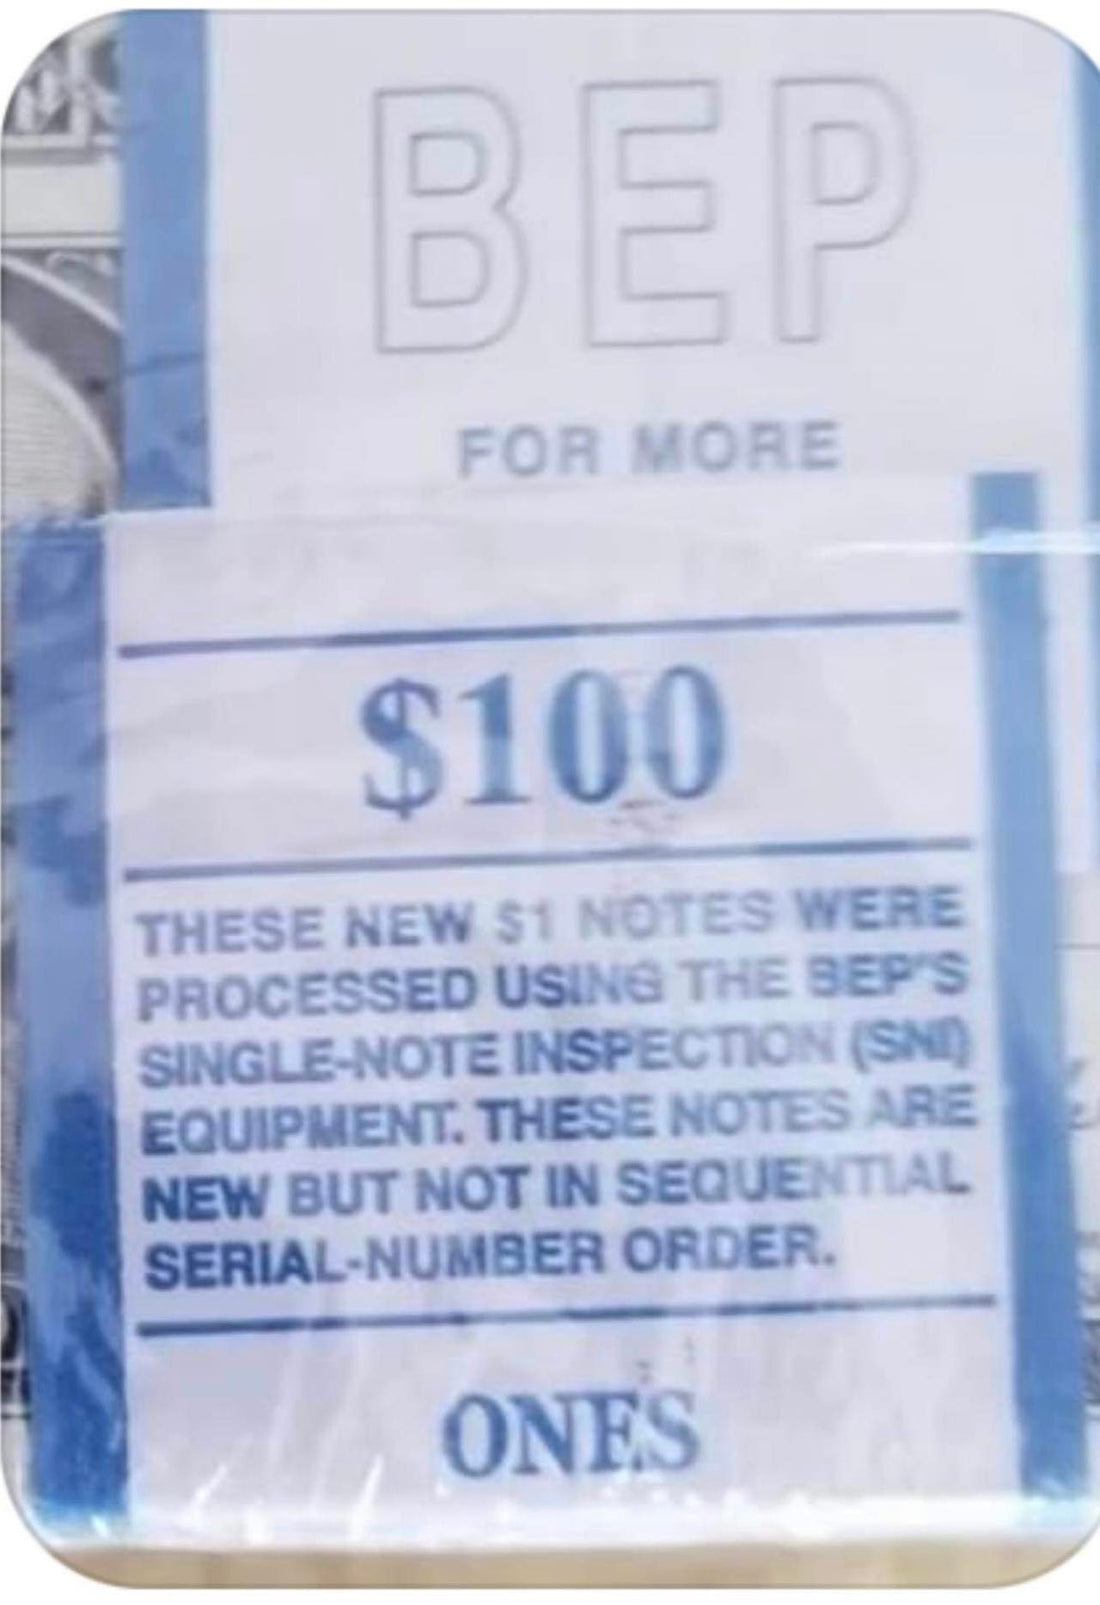 BEP
FOR MORE
$100
THESE NEW $1 NOTES WERE
PROCESSED USING THE BEP'S
SINGLE-NOTE INSPECTION (SNI)
EQUIPMENT. THESE NOTES ARE
NEW BUT NOT IN SEQUENTIAL
SERIAL-NUMBER ORDER.
ONES